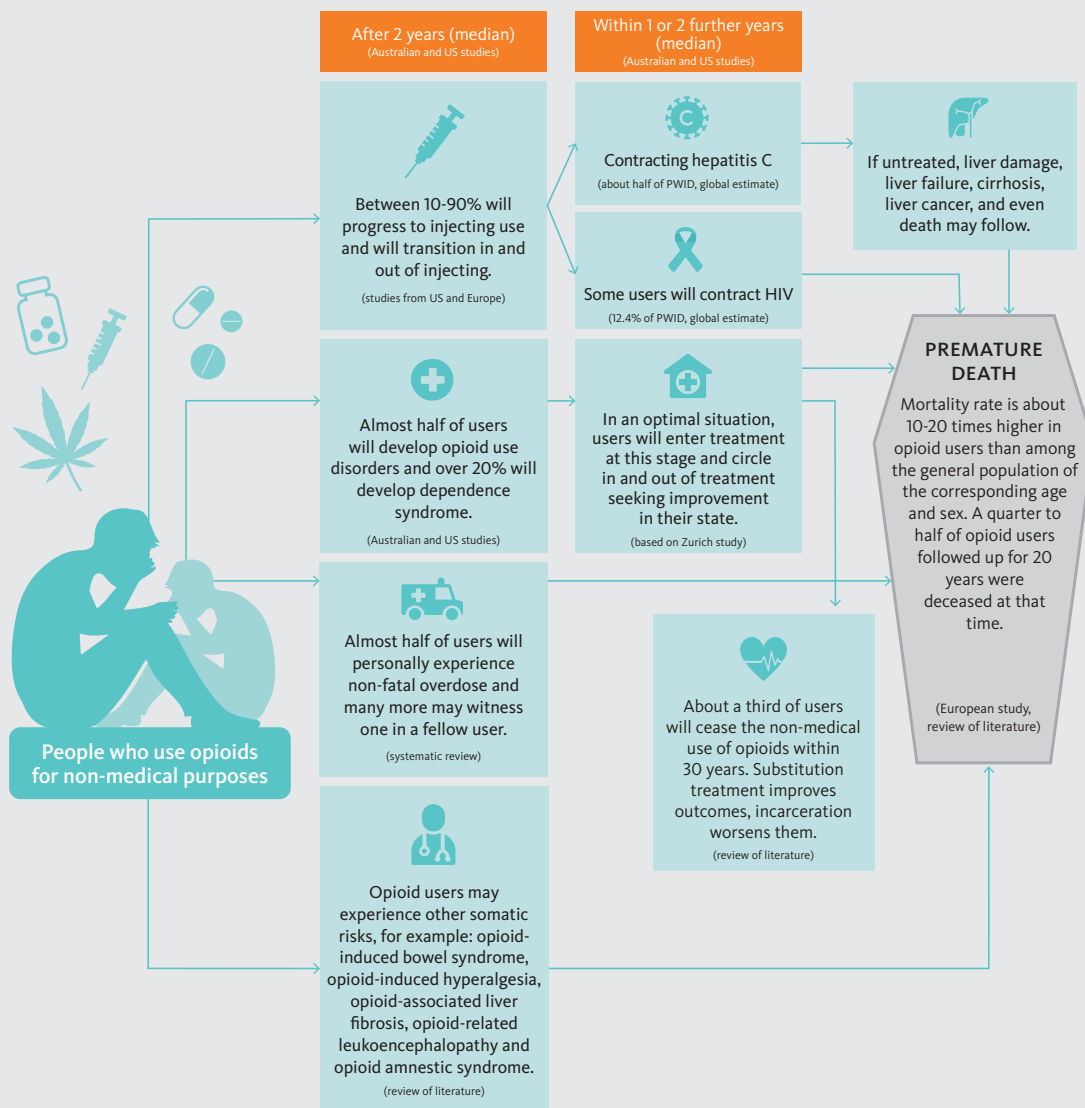 After 2 years (median)
(Australian and US studies)
Within 1 or 2 further years
(median)
(Australian and US studies)
Between 10-90% will
progress to injecting use
and will transition in and
out of injecting.
(studies from US and Europe)
C
Contracting hepatitis C
(about half of PWID, global estimate)
If untreated, liver damage,
liver failure, cirrhosis,
liver cancer, and even
death may follow.
Some users will contract HIV
(12.4% of PWID, global estimate)
Almost half of users
will develop opioid use
disorders and over 20% will
develop dependence
syndrome.
(Australian and US studies)
In an optimal situation,
users will enter treatment
at this stage and circle
in and out of treatment
seeking improvement
in their state.
(based on Zurich study)
PREMATURE
DEATH
Mortality rate is about
10-20 times higher in
opioid users than among
the general population of
the corresponding age
and sex. A quarter to
half of opioid users
followed up for 20
years were
deceased at that
time.
(European study,
review of literature)
Almost half of users will
personally experience
non-fatal overdose and
many more may witness
one in a fellow user.
(systematic review)
About a third of users
will cease the non-medical
use of opioids within
30 years. Substitution
treatment improves
outcomes, incarceration
worsens them.
(review of literature)
People who use opioids
for non-medical purposes
Opioid users may
experience other somatic
risks, for example: opioid-
induced bowel syndrome,
opioid-induced hyperalgesia,
opioid-associated liver
fibrosis, opioid-related
leukoencephalopathy and
opioid amnestic syndrome.
(review of literature)